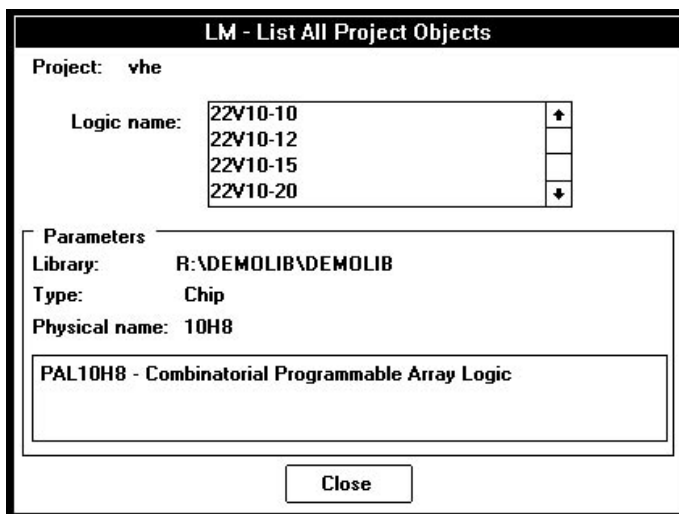 LM - List All Project Objects
Project: vhe
Logic name:
22V10-10
22V10-12
22V10-15
22V10-20
Parameters
Library: R:\DEMOLIB\DEMOLIB
Type: Chip
Physical name: 10H8
PAL10H8 - Combinatorial Programmable Array Logic
Close